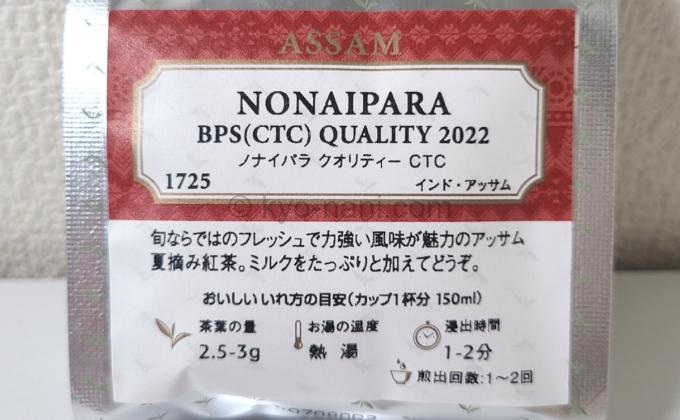 ASSAM
NONAIPARA
BPS(CTC) QUALITY 2022
ノナイパラ クオリティー CTC
1725 インド・アッサム
© kyo-nani.com
旬ならではのフレッシュで力強い風味が魅力のアッサム
夏摘み紅茶。ミルクをたっぷりと加えてどうぞ。
おいしいいれ方の目安(カップ1杯分 150ml)
茶葉の量 お湯の温度 浸出時間
2.5-3g 熱湯 1-2分
煎出回数:1〜2回